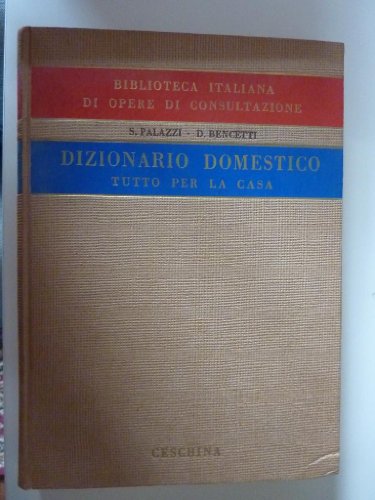 BIBLIOTECA ITALIANA
DI OPERE DI CONSULTAZIONE
S. PALAZZI - D. BENCETTI
DIZIONARIO DOMESTICO
TUTTO PER LA CASA
CESCHINA